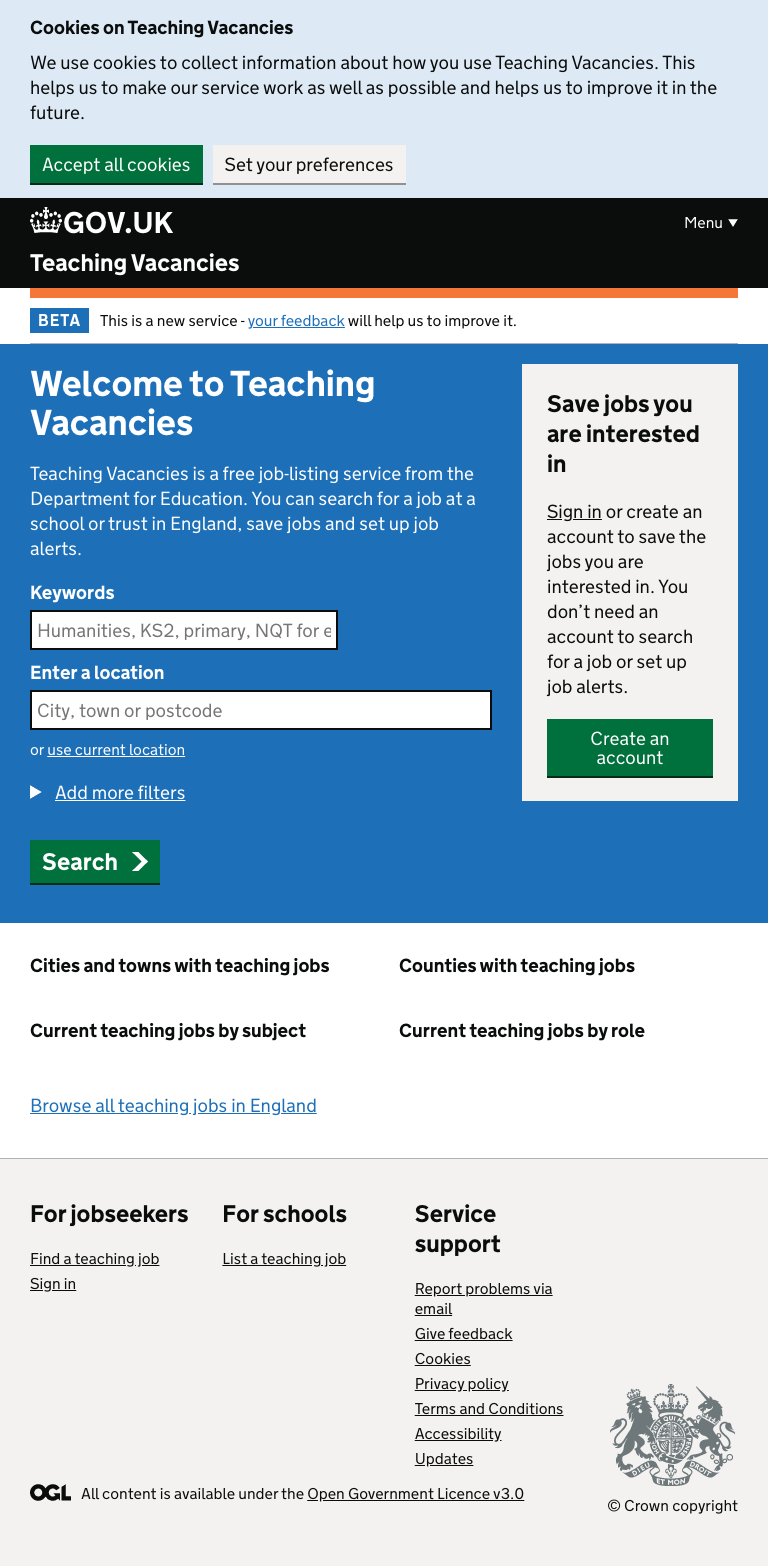 Cookies on Teaching Vacancies
We use cookies to collect information about how you use Teaching Vacancies. This
helps us to make our service work as well as possible and helps us to improve it in the
future.
Accept all cookies
Set your preferences
GOV.UK
Menu ▼
Teaching Vacancies
BETA
This is a new service - your feedback will help us to improve it.
Welcome to Teaching
Vacancies
Teaching Vacancies is a free job-listing service from the
Department for Education. You can search for a job at a
school or trust in England, save jobs and set up job
alerts.
Keywords
Humanities, KS2, primary, NQT for e
Enter a location
City, town or postcode
or use current location
Add more filters
Search
Save jobs you
are interested
in
Sign in or create an
account to save the
jobs you are
interested in. You
don’t need an
account to search
for a job or set up
job alerts.
Create an
account
Cities and towns with teaching jobs
Counties with teaching jobs
Current teaching jobs by subject
Current teaching jobs by role
Browse all teaching jobs in England
For jobseekers
Find a teaching job
Sign in
For schools
List a teaching job
Service
support
Report problems via
email
Give feedback
Cookies
Privacy policy
Terms and Conditions
Accessibility
Updates
OGL
All content is available under the Open Government Licence v3.0
DIEU ET MON DROIT
© Crown copyright